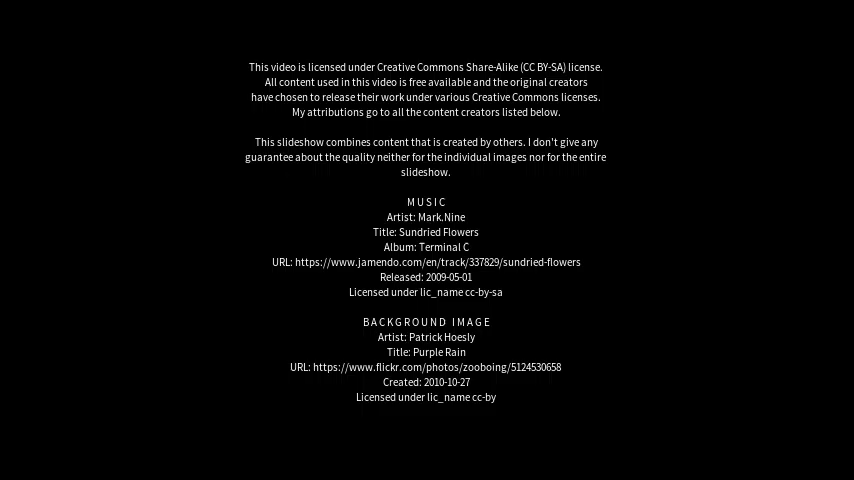 This video is licensed under Creative Commons Share-Alike (CC BY-SA) license.
All content used in this video is free available and the original creators
have chosen to release their work under various Creative Commons licenses.
My attributions go to all the content creators listed below.
This slideshow combines content that is created by others. I don't give any
guarantee about the quality neither for the individual images nor for the entire
slideshow.
MUSIC
Artist: Mark.Nine
Title: Sundried Flowers
Album: Terminal C
URL: https://www.jamendo.com/en/track/337829/sundried-flowers
Released: 2009-05-01
Licensed under lic_name cc-by-sa
BACKGROUND IMAGE
Artist: Patrick Hoesly
Title: Purple Rain
URL: https://www.flickr.com/photos/zooboing/5124530658
Created: 2010-10-27
Licensed under lic_name cc-by